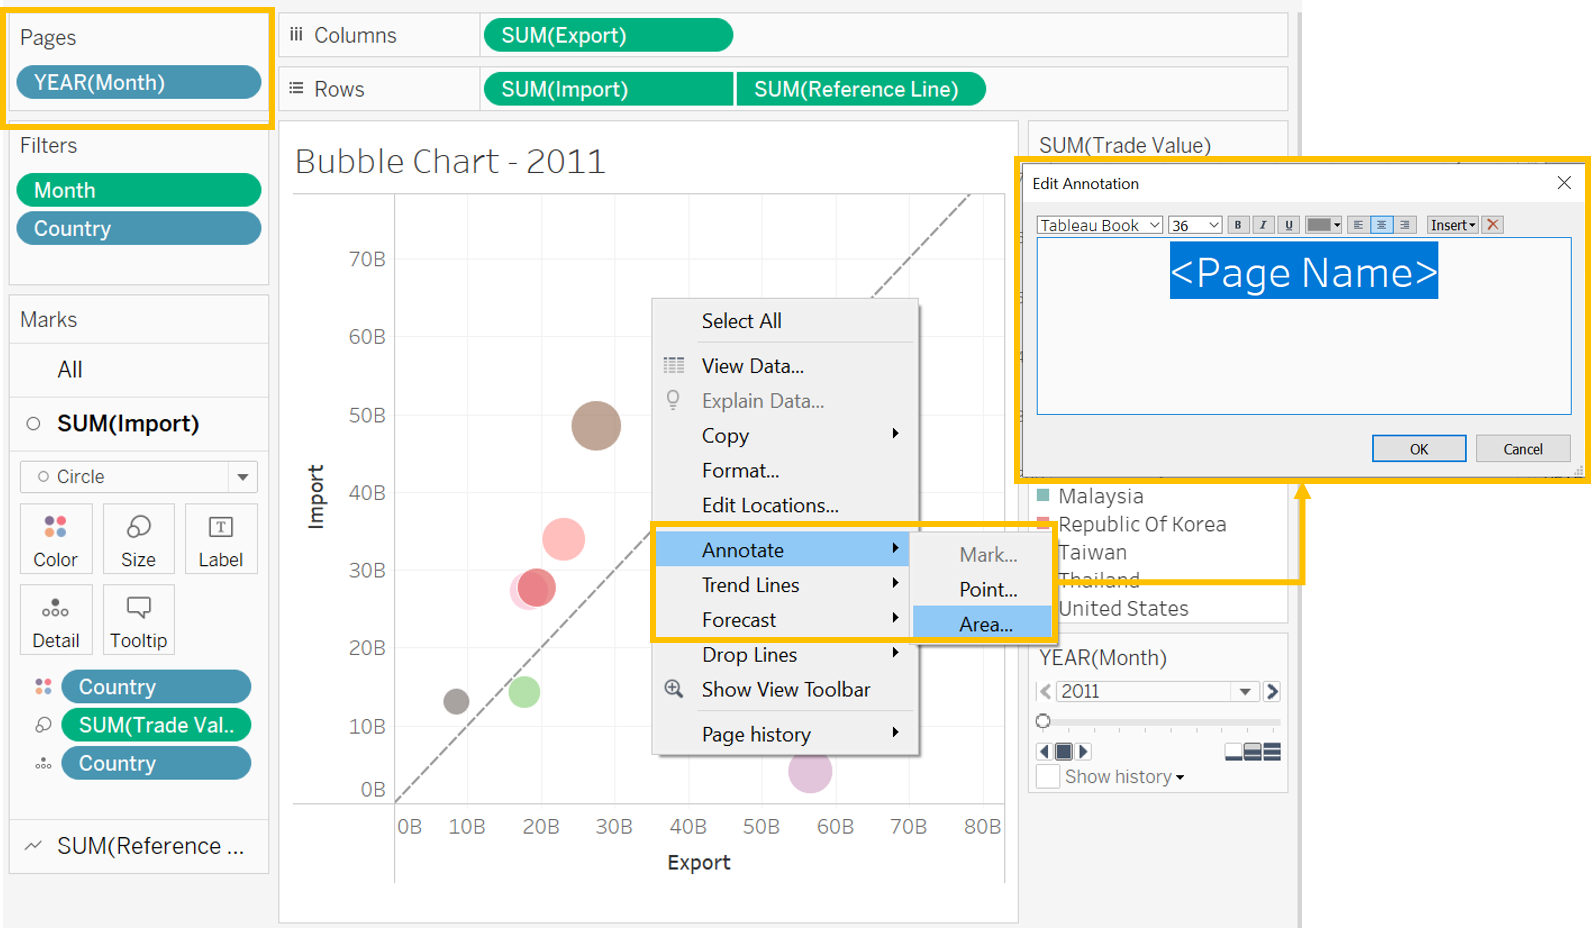 Pages
YEAR(Month)
Columns
SUM(Export)
Rows
SUM(Import)
SUM(Reference Line)
Filters
Month
Country
Marks
All
SUM(Import)
Circle
Color
Size
Label
Detail
Tooltip
Country
SUM(Trade Val..
Country
SUM(Reference ...
Bubble Chart - 2011
70B
60B
50B
40B
30B
20B
10B
0B
Import
0B
10B
20B
30B
40B
50B
60B
70B
80B
Export
Select All
View Data...
Explain Data...
Copy
Format...
Edit Locations...
Annotate
Trend Lines
Forecast
Drop Lines
Show View Toolbar
Page history
Mark...
Point...
Area...
SUM(Trade Value)
Edit Annotation
Tableau Book
36
B
I
U
Insert
<Page Name>
OK
Cancel
Malaysia
Republic Of Korea
Taiwan
Thailand
United States
YEAR(Month)
2011
Show history